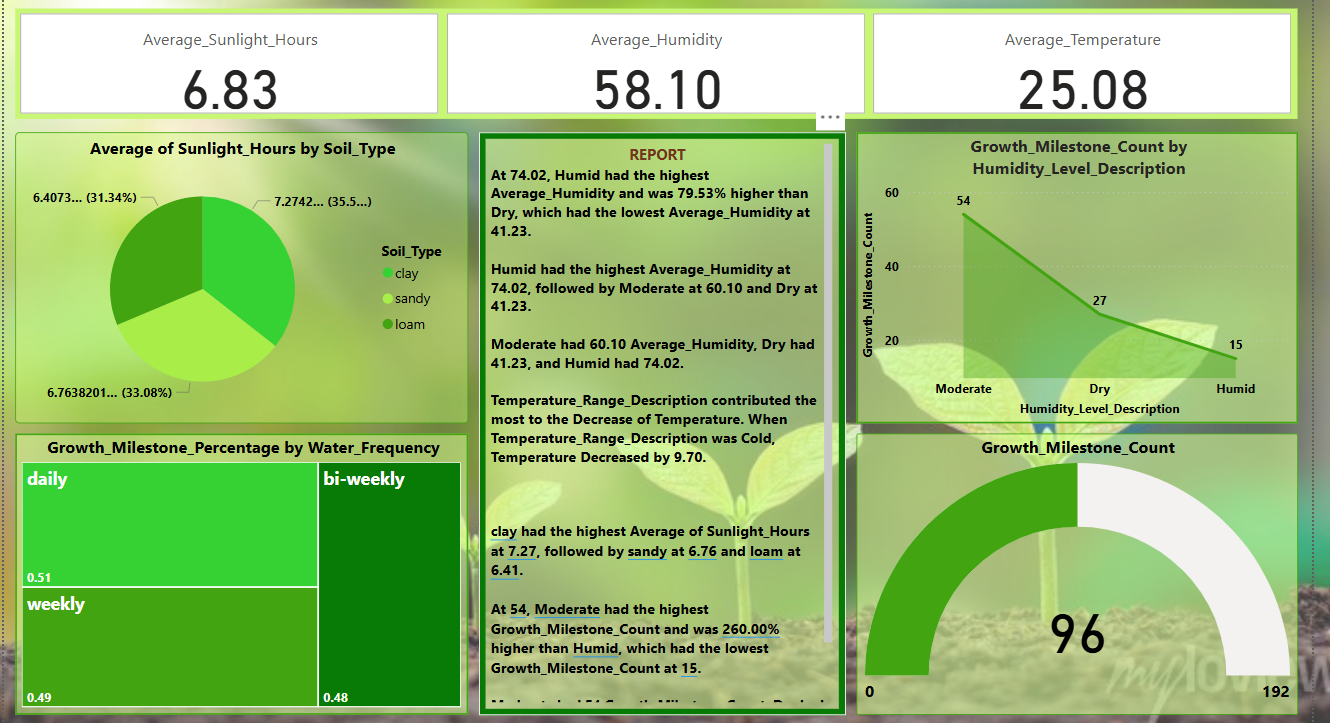 Average_Sunlight_Hours
6.83
Average_Humidity
58.10
Average_Temperature
25.08
Average of Sunlight_Hours by Soil_Type
6.4073... (31.34%)
7.2742... (35.5...)
6.7638201... (33.08%)
Soil_Type
clay
sandy
loam
Growth_Milestone_Percentage by Water_Frequency
daily
0.51
weekly
0.49
bi-weekly
0.48
REPORT
At 74.02, Humid had the highest
Average_Humidity and was 79.53% higher than
Dry, which had the lowest Average_Humidity at
41.23.
Humid had the highest Average_Humidity at
74.02, followed by Moderate at 60.10 and Dry at
41.23.
Moderate had 60.10 Average_Humidity, Dry had
41.23, and Humid had 74.02.
Temperature_Range_Description contributed the
most to the Decrease of Temperature. When
Temperature_Range_Description was Cold,
Temperature Decreased by 9.70.
clay had the highest Average of Sunlight_Hours
at 7.27, followed by sandy at 6.76 and loam at
6.41.
At 54, Moderate had the highest
Growth_Milestone_Count and was 260.00%
higher than Humid, which had the lowest
Growth_Milestone_Count at 15.
Growth_Milestone_Count by
Humidity_Level_Description
Growth_Milestone_Count
60
40
20
54
27
15
Moderate
Dry
Humid
Humidity_Level_Description
Growth_Milestone_Count
96
0
192